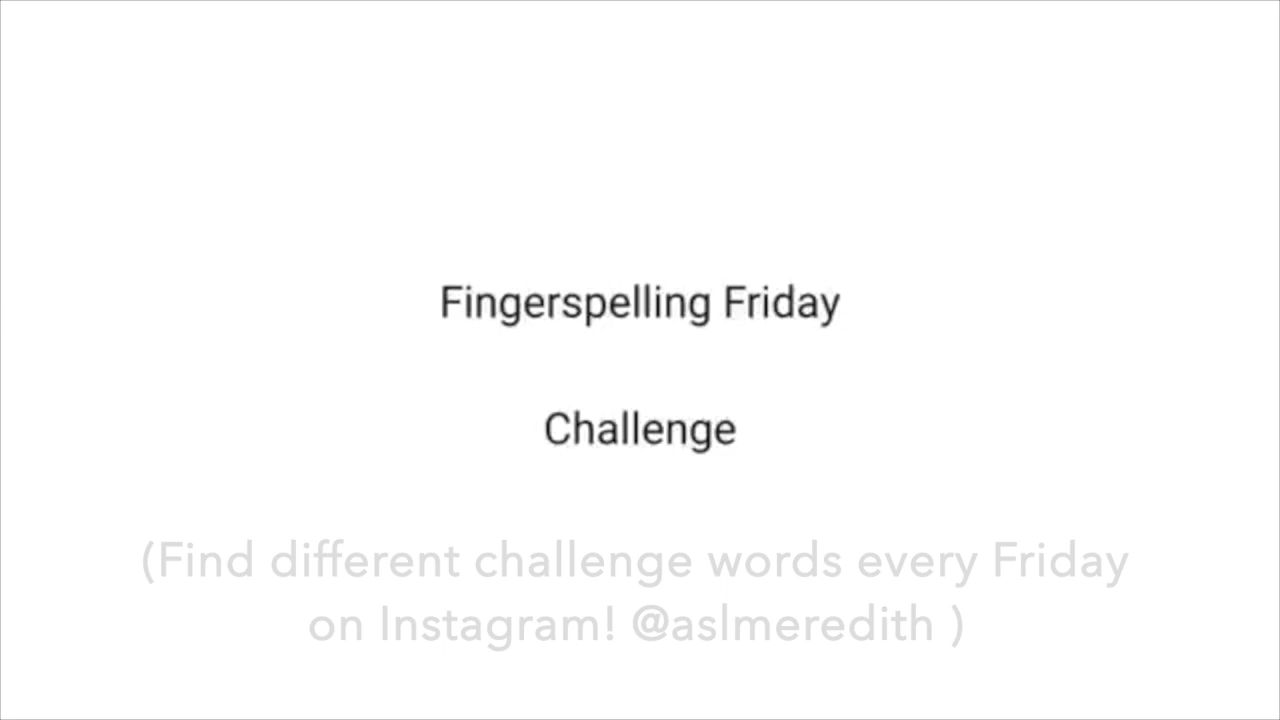 Fingerspelling Friday
Challenge
(Find different challenge words every Friday
on Instagram! @aslmeredith )